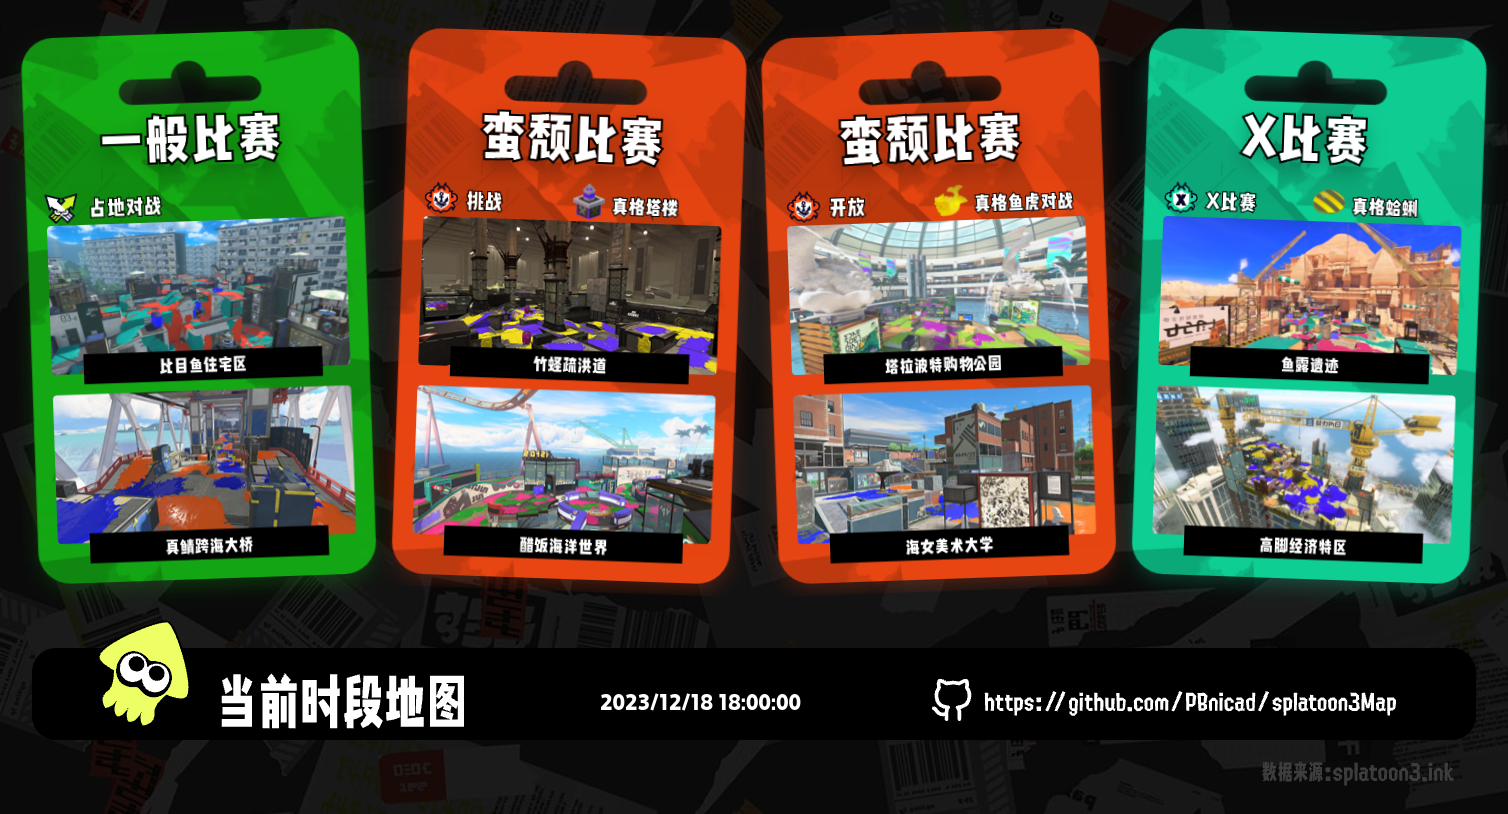 一般比赛
占地对战
比目鱼住宅区
真鲭跨海大桥
蛮颓比赛
挑战
真格塔楼
竹蛏疏洪道
醋饭海洋世界
蛮颓比赛
开放
真格鱼虎对战
塔拉波特购物公园
海女美术大学
X比赛
X比赛
真格蛤蜊
鱼露遗迹
高脚经济特区
当前时段地图
2023/12/18 18:00:00
https://github.com/PBnicad/splatoon3Map
数据来源:splatoon3.ink